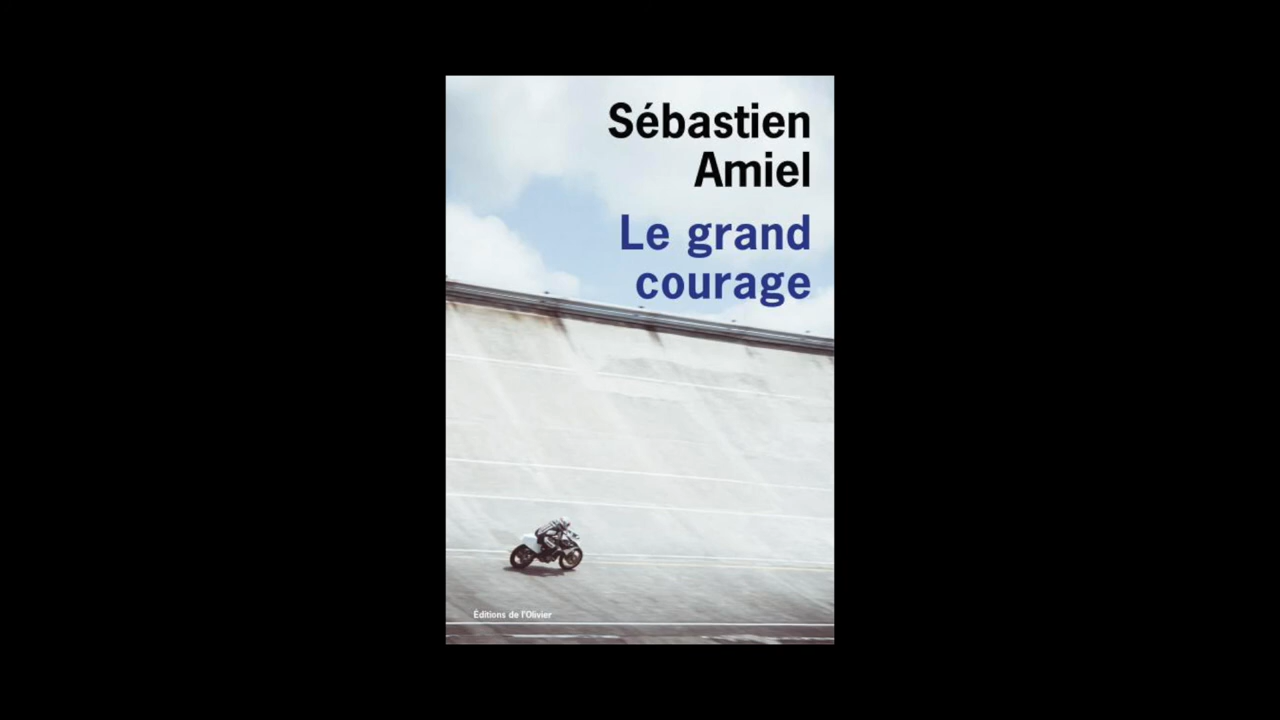 Sébastien
Amiel
Le grand
courage
Éditions de l'Olivier